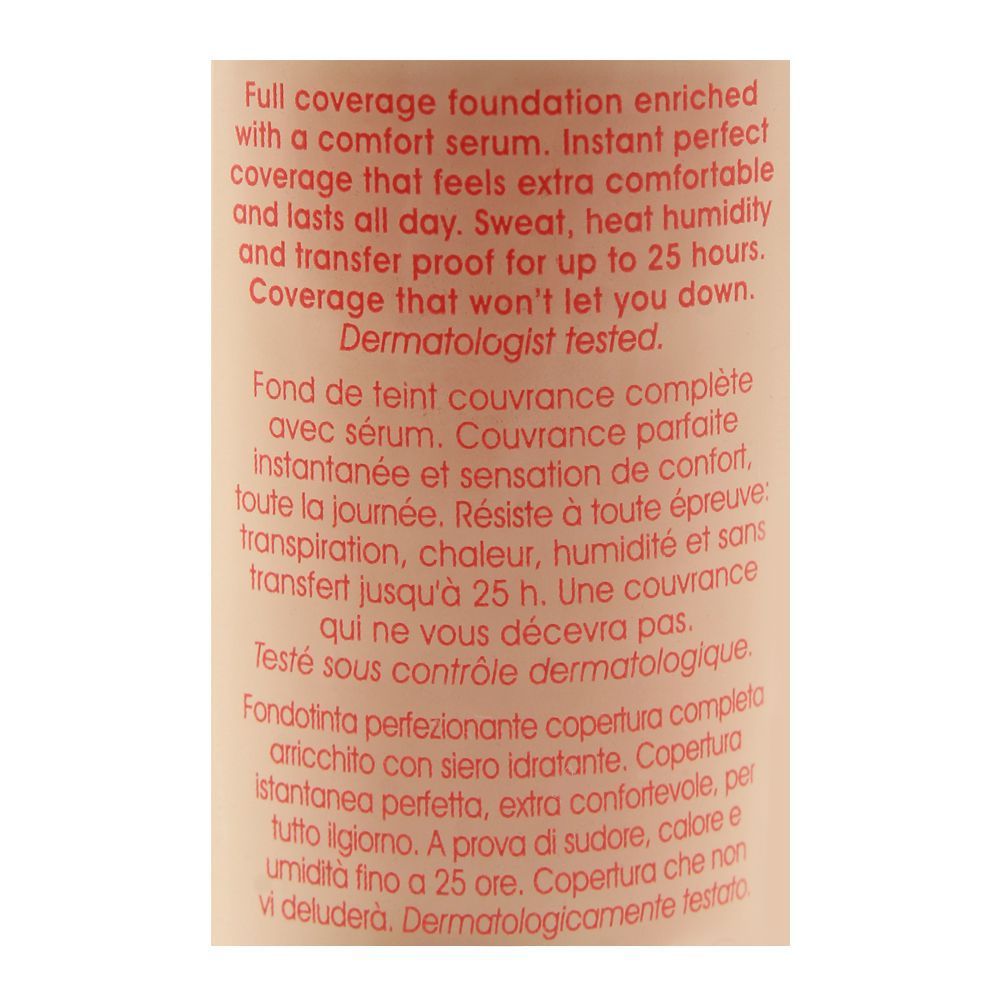 Full coverage foundation enriched
with a comfort serum. Instant perfect
coverage that feels extra comfortable
and lasts all day. Sweat, heat humidity
and transfer proof for up to 25 hours.
Coverage that won't let you down.
Dermatologist tested.
Fond de teint couvrance complète
avec sérum. Couvrance parfaite
instantanée et sensation de confort,
toute la journée. Résiste à toute épreuve:
transpiration, chaleur, humidité et sans
transfert jusqu'à 25 h. Une couvrance
qui ne vous décevra pas.
Testé sous contrôle dermatologique.
Fondotinta perfezionante copertura completa
arricchito con siero idratante. Copertura
istantanea perfetta, extra confortevole, per
tutto ilgiorno. A prova di sudore, calore e
umidità fino a 25 ore. Copertura che non
vi deluderà. Dermatologicamente testato.